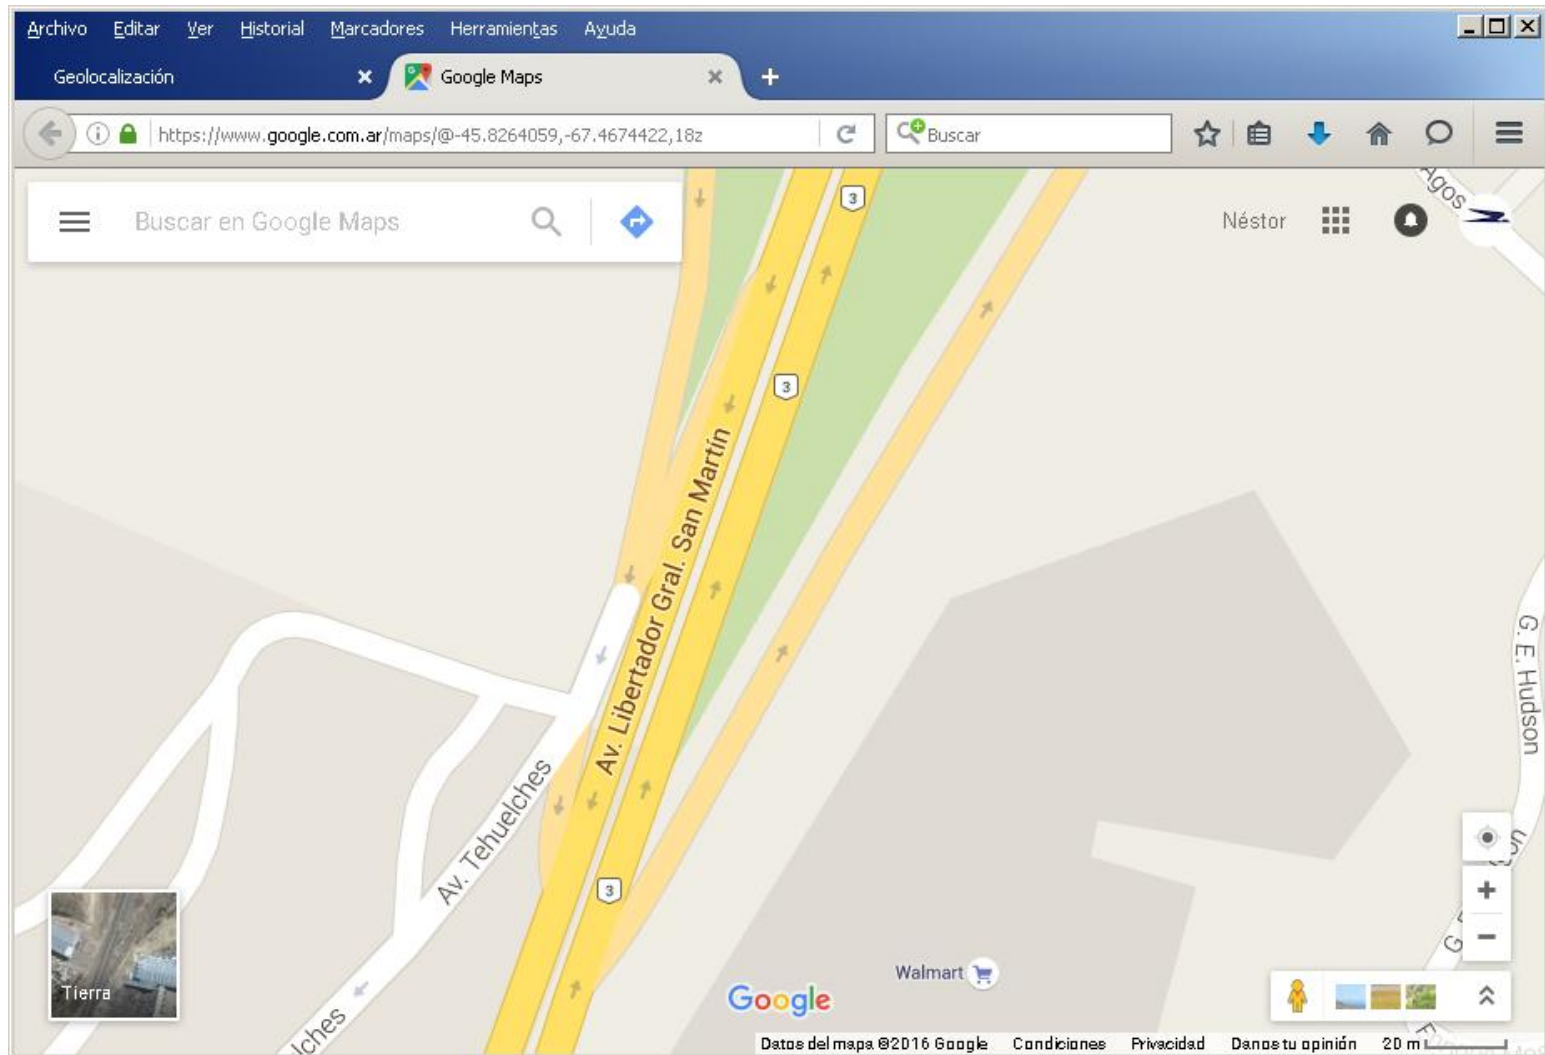 Archivo Editar Ver Historial Marcadores Herramientas Ayuda
Geolocalización Google Maps
https://www.google.com.ar/maps/@-45.8264059,-67.4674422,18z Buscar
Buscar en Google Maps
3
Agos
Néstor
3
Av. Libertador Gral. San Martín
G. E. Hudson
Av. Tehuelches
3
Tierra
Walmart
Google
Datos del mapa ©2016 Google Condiciones Privacidad Danos tu opinión 20 m